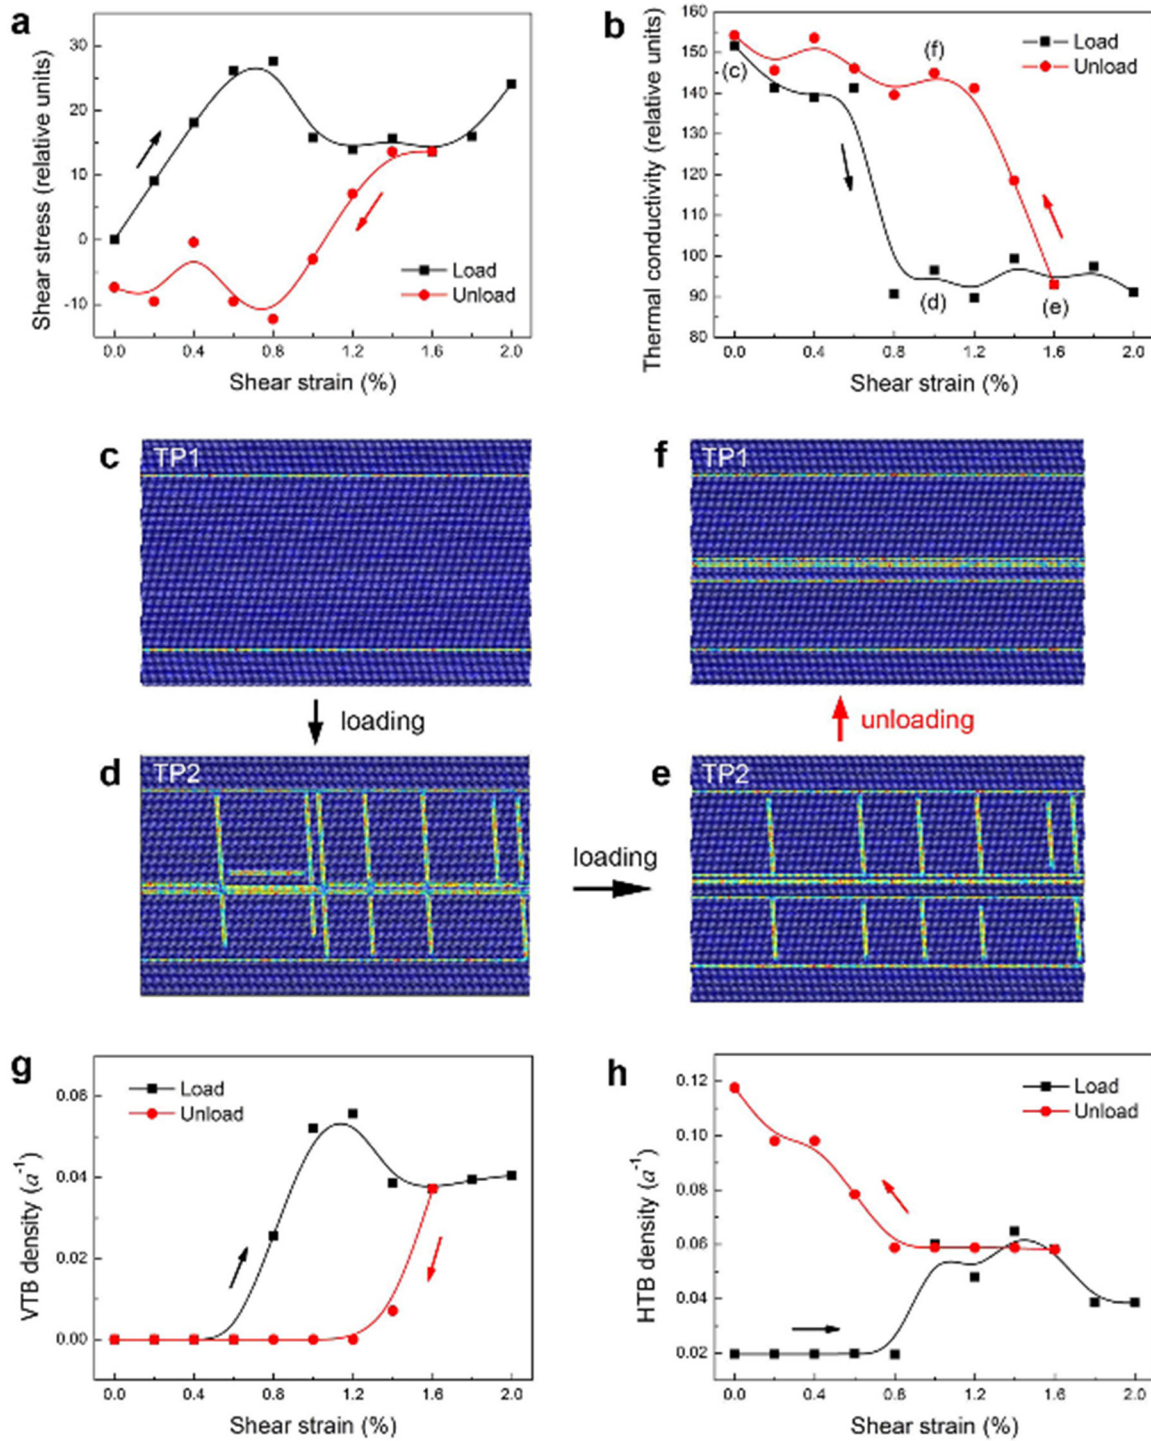 a
Shear stress (relative units)
30
20
10
0
-10
Load
Unload
0.0 0.4 0.8 1.2 1.6 2.0
Shear strain (%)
b
Thermal conductivity (relative units)
160
150
140
130
120
110
100
90
80
Load
Unload
(c)
(f)
(d)
(e)
0.0 0.4 0.8 1.2 1.6 2.0
Shear strain (%)
c
TP1
f
TP1
loading
unloading
d
TP2
loading
e
TP2
g
VTB density (a⁻¹)
0.06
0.04
0.02
0.00
Load
Unload
0.0 0.4 0.8 1.2 1.6 2.0
Shear strain (%)
h
HTB density (a⁻¹)
0.12
0.10
0.08
0.06
0.04
0.02
Load
Unload
0.0 0.4 0.8 1.2 1.6 2.0
Shear strain (%)